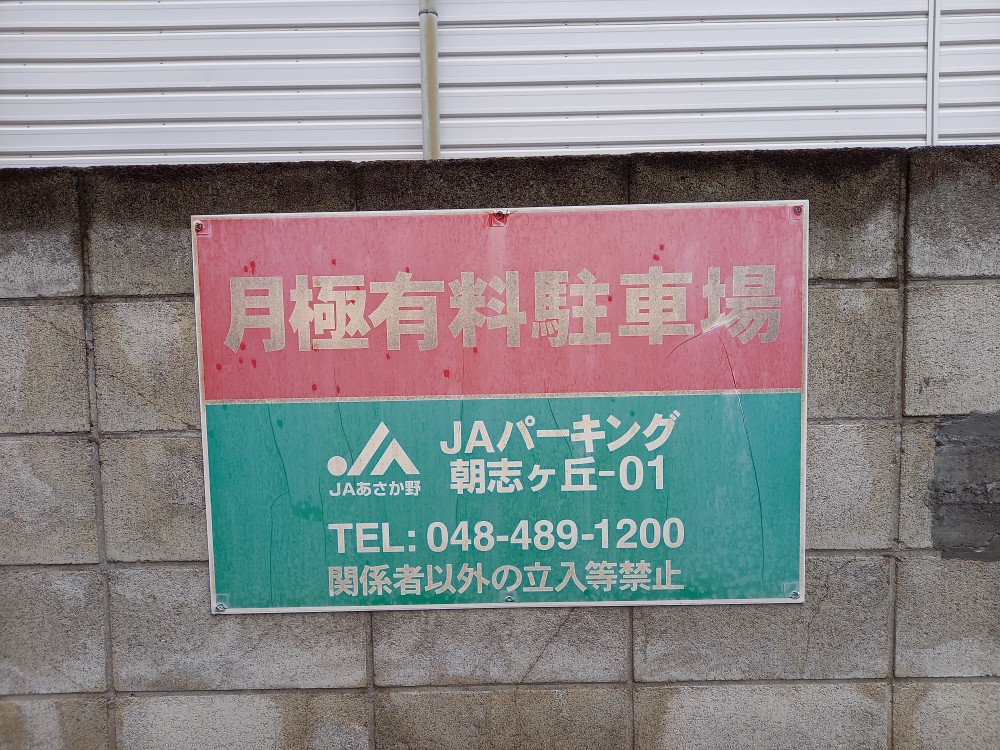 月極有料駐車場
JAパーキング
朝志ヶ丘-01
JAあさか野
TEL: 048-489-1200
関係者以外の立入等禁止